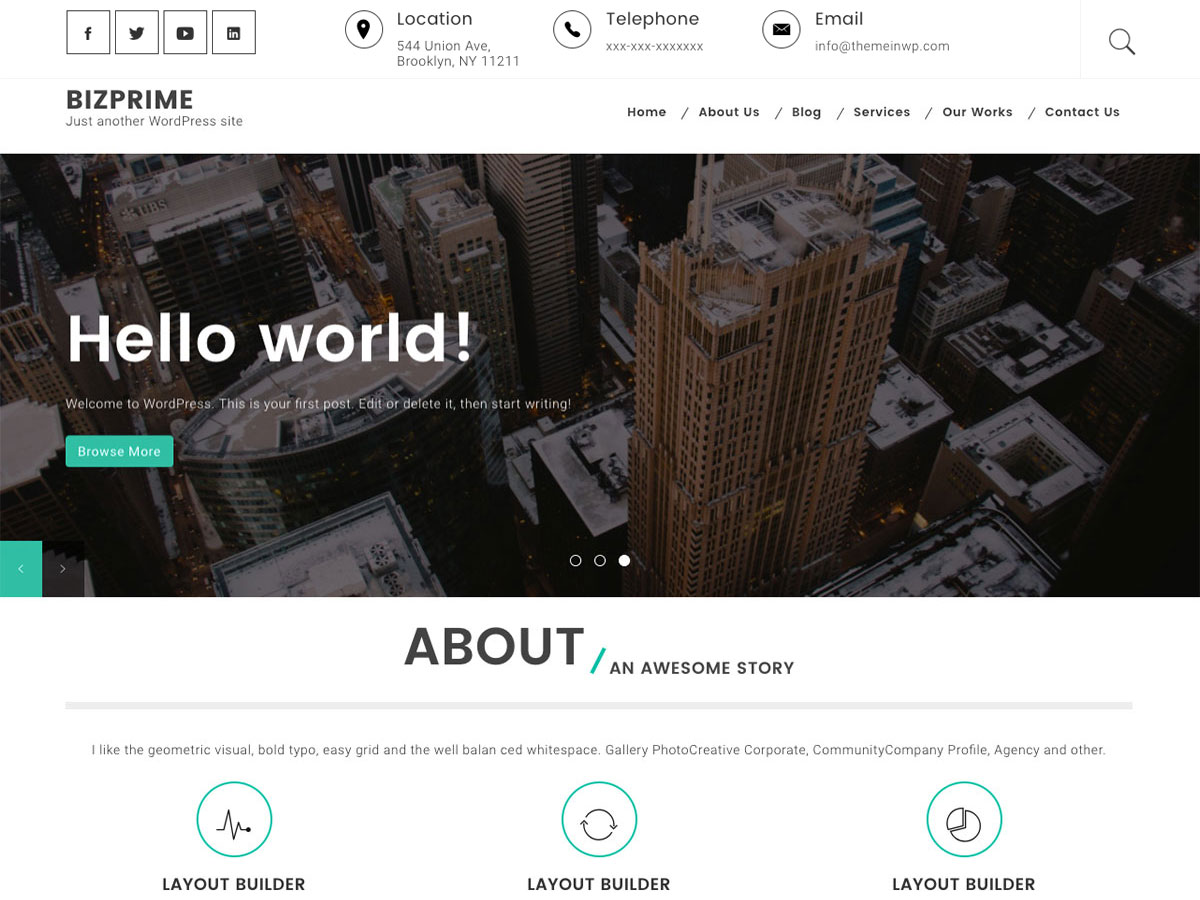 Location
544 Union Ave,
Brooklyn, NY 11211
Telephone
xxx-xxx-xxxxxxx
Email
info@themeinwp.com
BIZPRIME
Just another WordPress site
Home / About Us / Blog / Services / Our Works / Contact Us
UBS
Hello world!
Welcome to WordPress. This is your first post. Edit or delete it, then start writing!
Browse More
ABOUT / AN AWESOME STORY
I like the geometric visual, bold typo, easy grid and the well balan ced whitespace. Gallery PhotoCreative Corporate, CommunityCompany Profile, Agency and other.
LAYOUT BUILDER
LAYOUT BUILDER
LAYOUT BUILDER